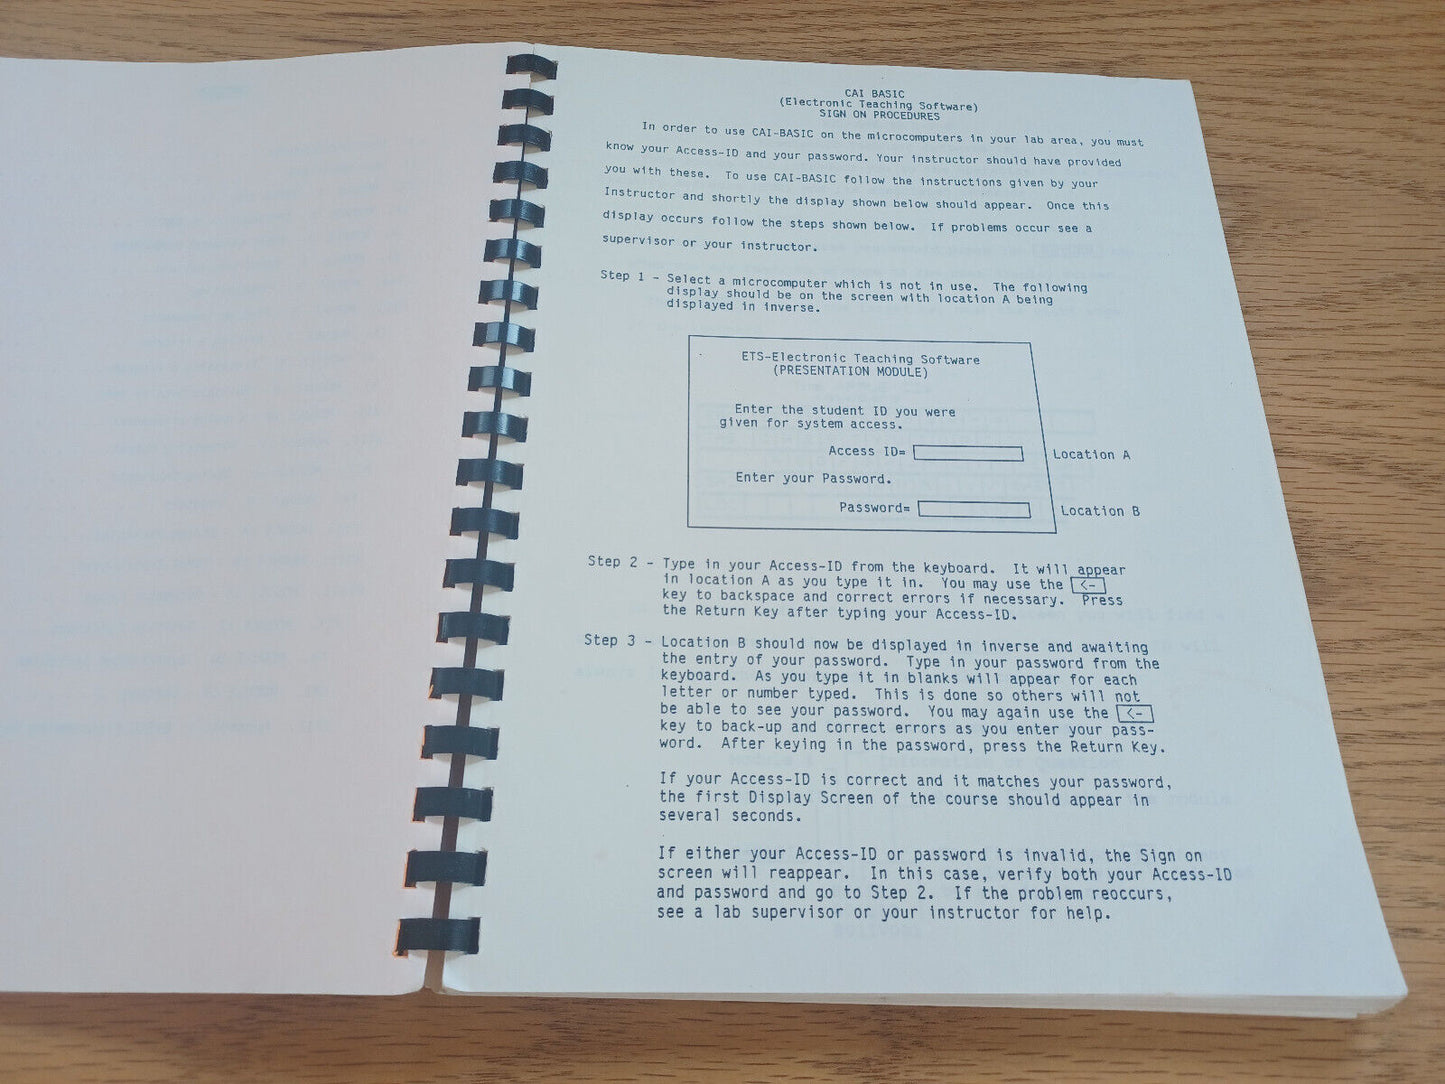 CAI BASIC
(Electronic Teaching Software)
SIGN ON PROCEDURES
In order to use CAI-BASIC on the microcomputers in your lab area, you must
know your Access-ID and your password. Your instructor should have provided
you with these. To use CAI-BASIC follow the instructions given by your
Instructor and shortly the display shown below should appear. Once this
display occurs follow the steps shown below. If problems occur see a
supervisor or your instructor.
Step 1 - Select a microcomputer which is not in use. The following
display should be on the screen with location A being
displayed in inverse.
ETS-Electronic Teaching Software
(PRESENTATION MODULE)
Enter the student ID you were
given for system access.
Access ID= Location A
Enter your Password.
Password= Location B
Step 2 - Type in your Access-ID from the keyboard. It will appear
in location A as you type it in. You may use the <-
key to backspace and correct errors if necessary. Press
the Return Key after typing your Access-ID.
Step 3 - Location B should now be displayed in inverse and awaiting
the entry of your password. Type in your password from the
keyboard. As you type it in blanks will appear for each
letter or number typed. This is done so others will not
be able to see your password. You may again use the <-
key to back-up and correct errors as you enter your pass-
word. After keying in the password, press the Return Key.
If your Access-ID is correct and it matches your password,
the first Display Screen of the course should appear in
several seconds.
If either your Access-ID or password is invalid, the Sign on
screen will reappear. In this case, verify both your Access-ID
and password and go to Step 2. If the problem reoccurs,
see a lab supervisor or your instructor for help.